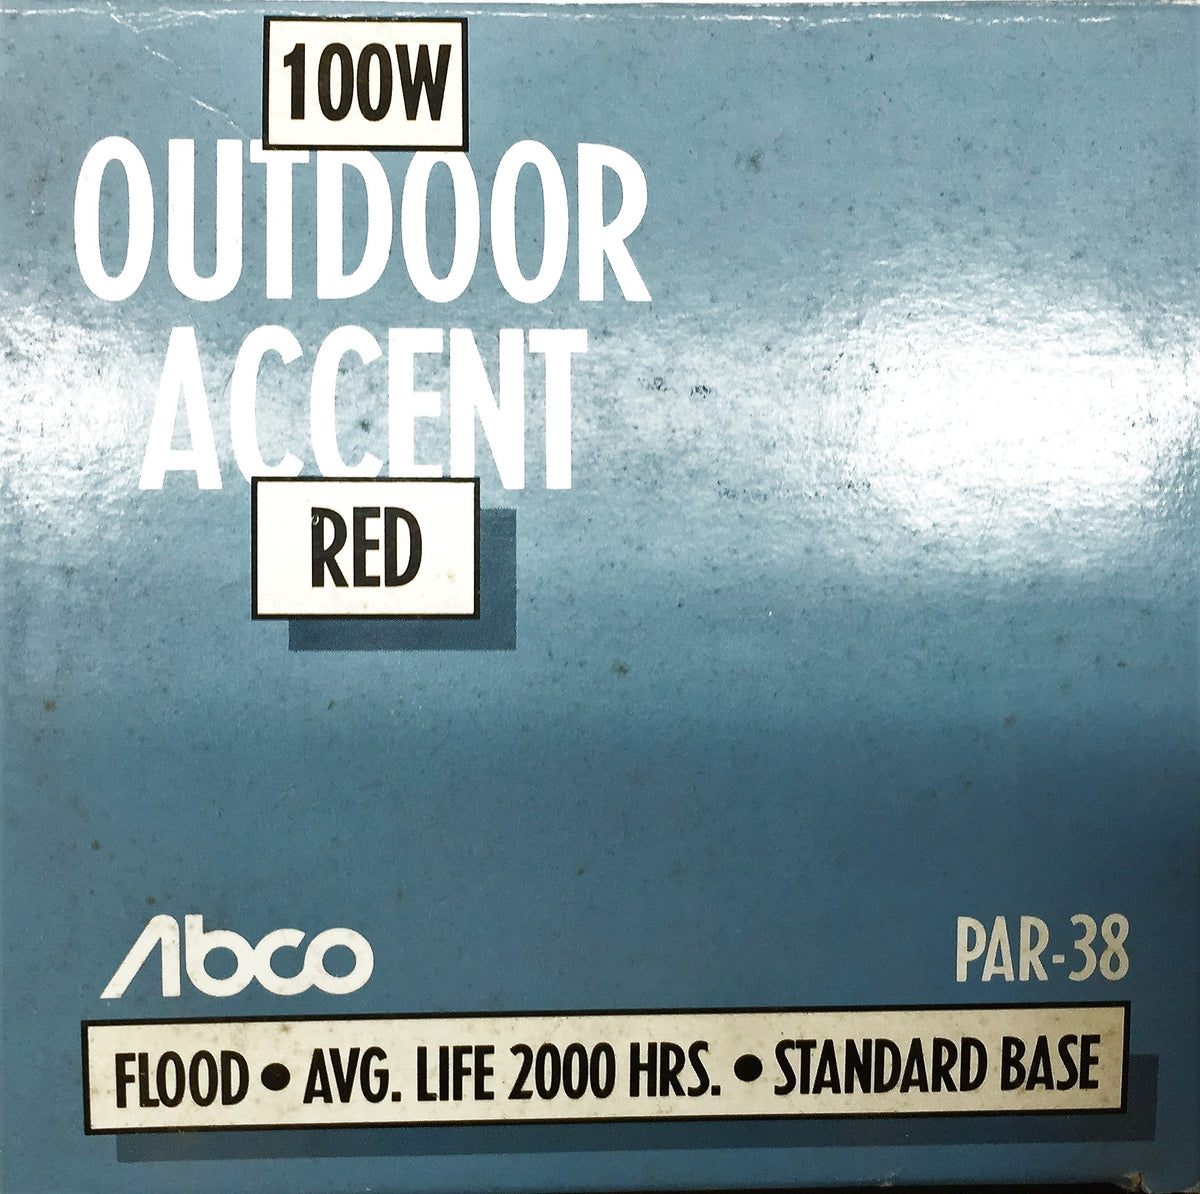 100W
OUTDOOR
ACCENT
RED
Abco
PAR-38
FLOOD • AVG. LIFE 2000 HRS. • STANDARD BASE